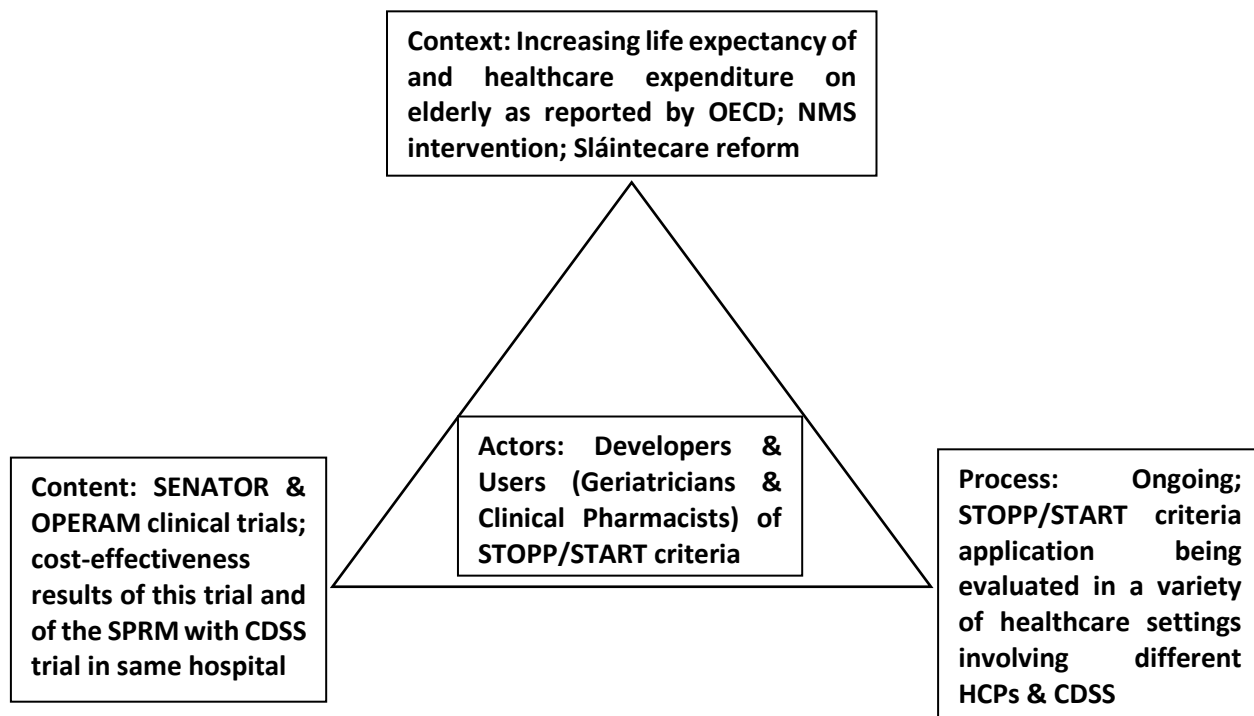 Context: Increasing life expectancy of
and healthcare expenditure on
elderly as reported by OECD; NMS
intervention; Sláintecare reform
Actors: Developers &
Users (Geriatricians &
Clinical Pharmacists) of
STOPP/START criteria
Content: SENATOR &
OPERAM clinical trials;
cost-effectiveness
results of this trial and
of the SPRM with CDSS
trial in same hospital
Process: Ongoing;
STOPP/START criteria
application being
evaluated in a variety
of healthcare settings
involving different
HCPs & CDSS